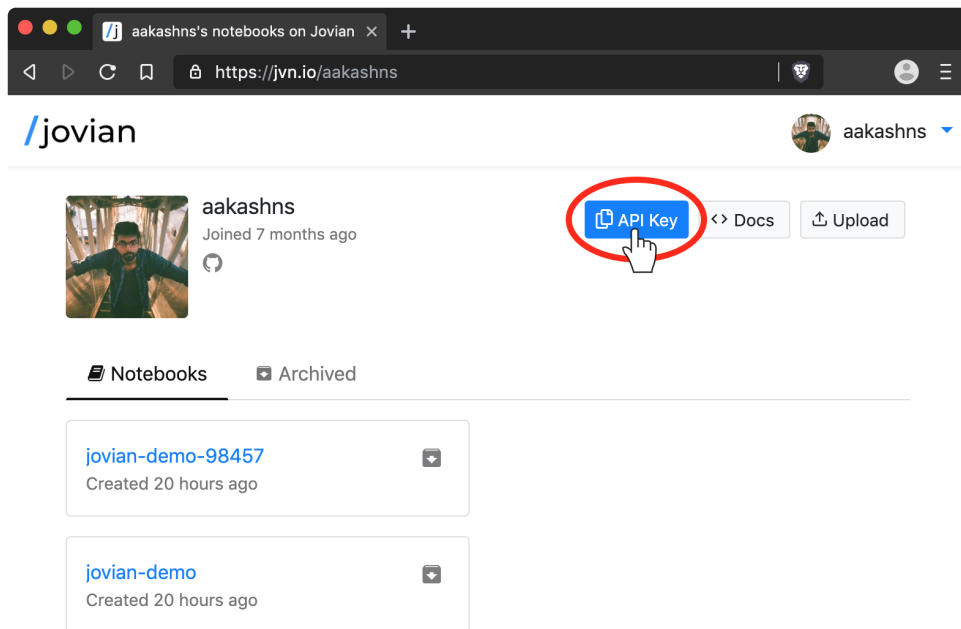 /j aakashns's notebooks on Jovian
https://jvn.io/aakashns
/jovian
aakashns
aakashns
Joined 7 months ago
API Key
<> Docs
Upload
Notebooks
Archived
jovian-demo-98457
Created 20 hours ago
jovian-demo
Created 20 hours ago